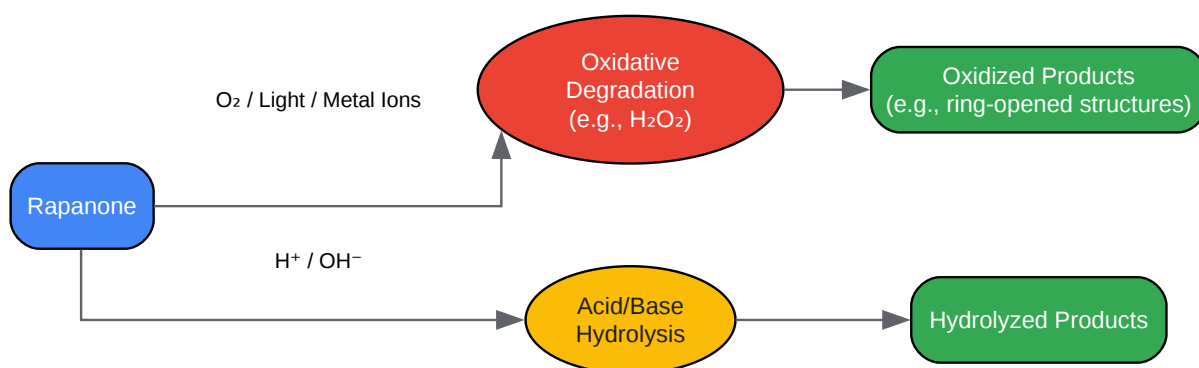 Oxidative
Degradation
(e.g., H₂O₂)
Oxidized Products
(e.g., ring-opened structures)
O₂ / Light / Metal Ions
Rapanone
H⁺ / OH⁻
Acid/Base
Hydrolysis
Hydrolyzed Products